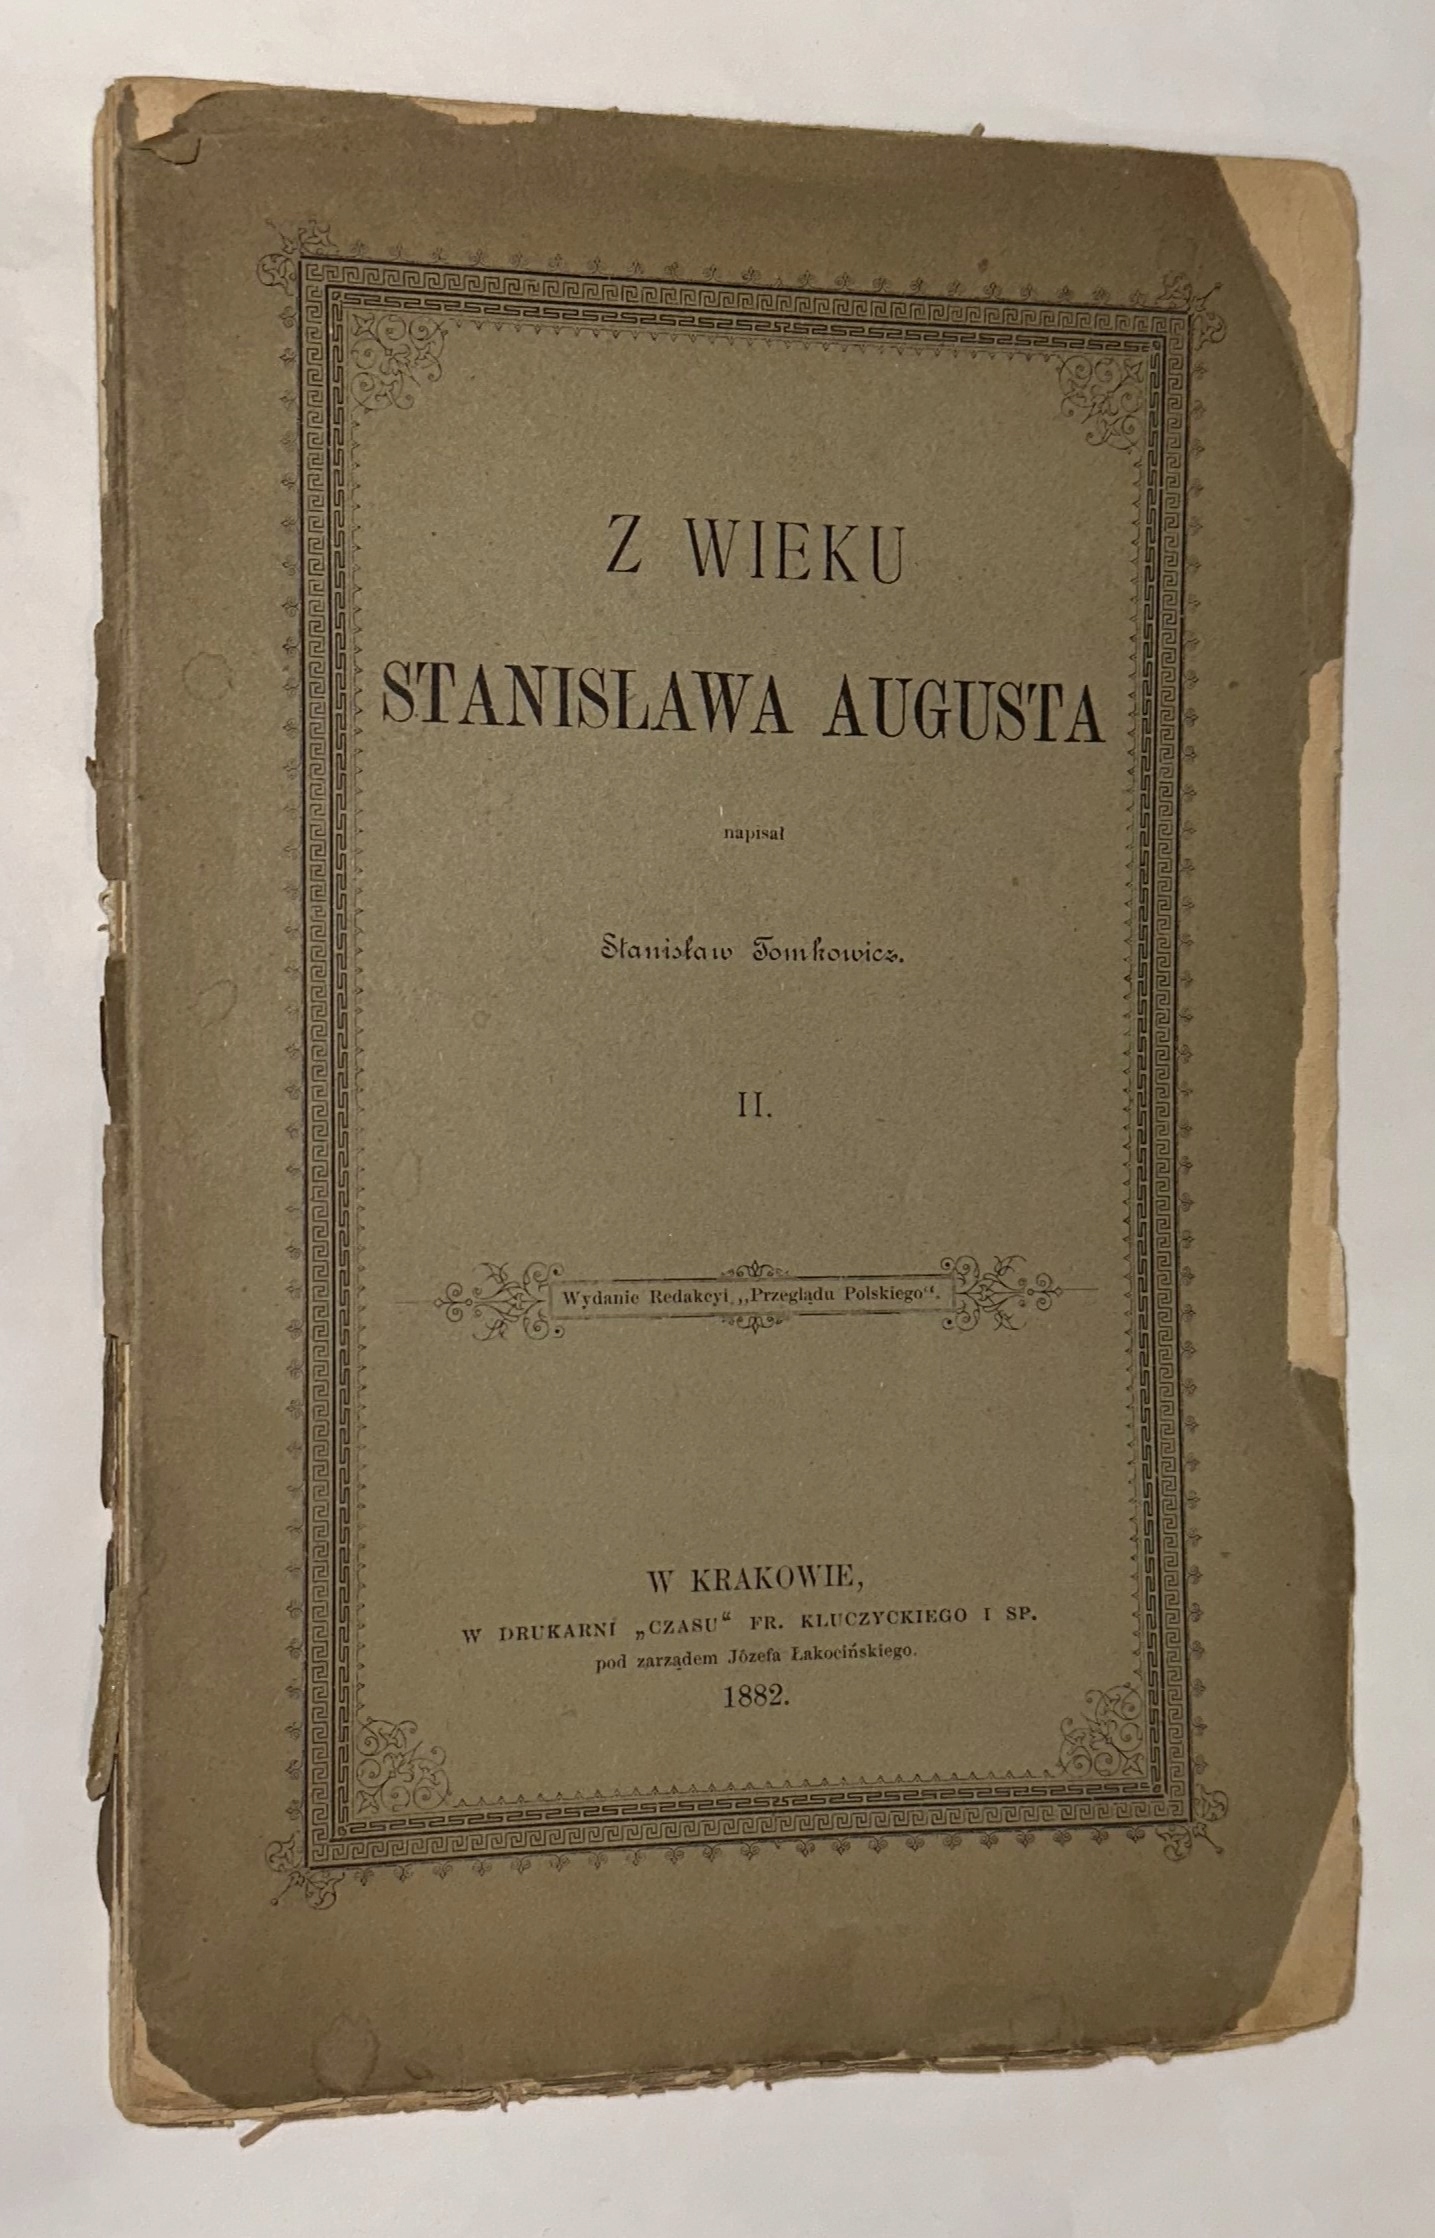 Z WIEKU
STANISŁAWA AUGUSTA
napisał
Stanisław Tomkowicz.
II.
Wydanie Redakcyi „Przeglądu Polskiego“.
W KRAKOWIE,
W DRUKARNI „CZASU“ FR. KLUCZYCKIEGO I SP.
pod zarządem Józefa Łakocińskiego.
1882.